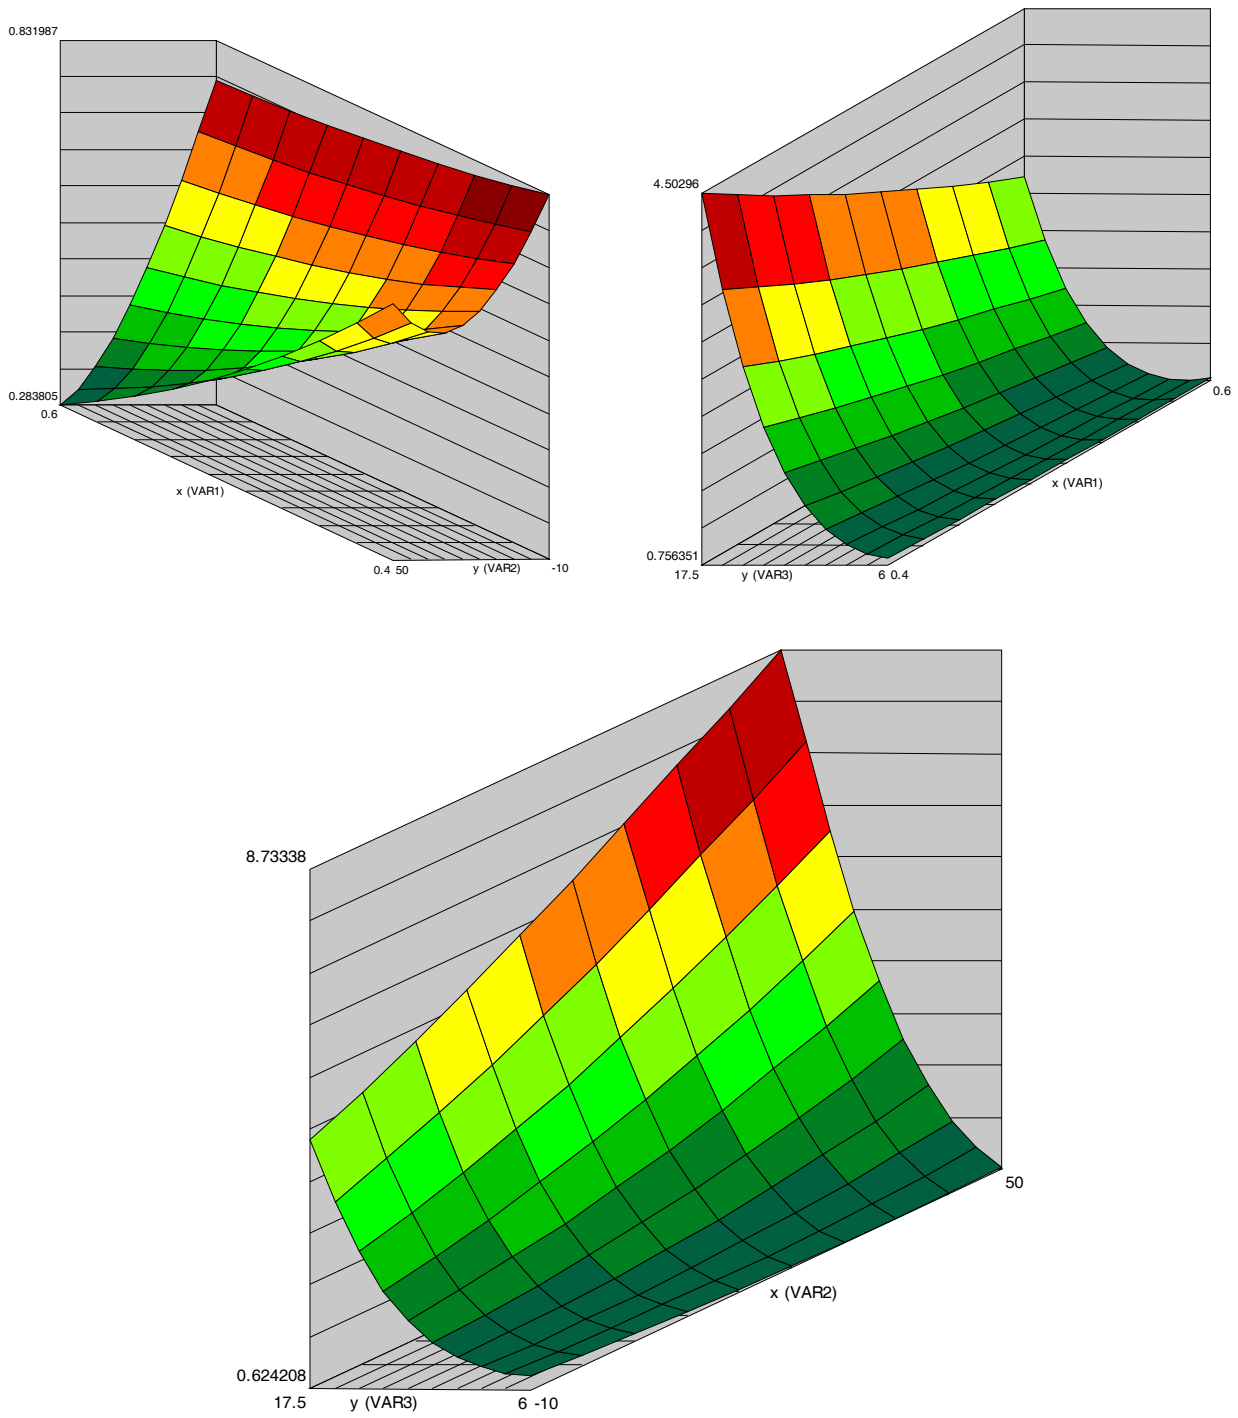 0.831987
0.283805
0.6
x (VAR1)
0.4 50
y (VAR2)
-10
4.50296
0.756351
17.5
y (VAR3)
6 0.4
x (VAR1)
0.6
8.73338
0.624208
17.5
y (VAR3)
6 -10
x (VAR2)
50